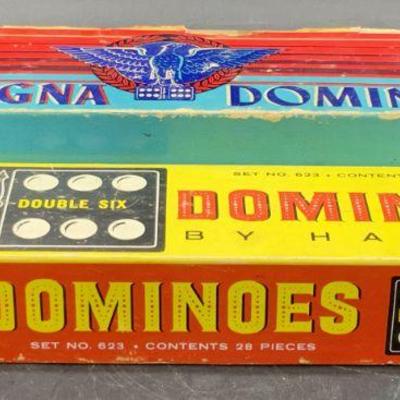 GNA DOMIN
SET NO. 623 • CONTENT
DOUBLE SIX
DOMIN
BY HA
DOMINOES
SET NO. 623 • CONTENTS 28 PIECES